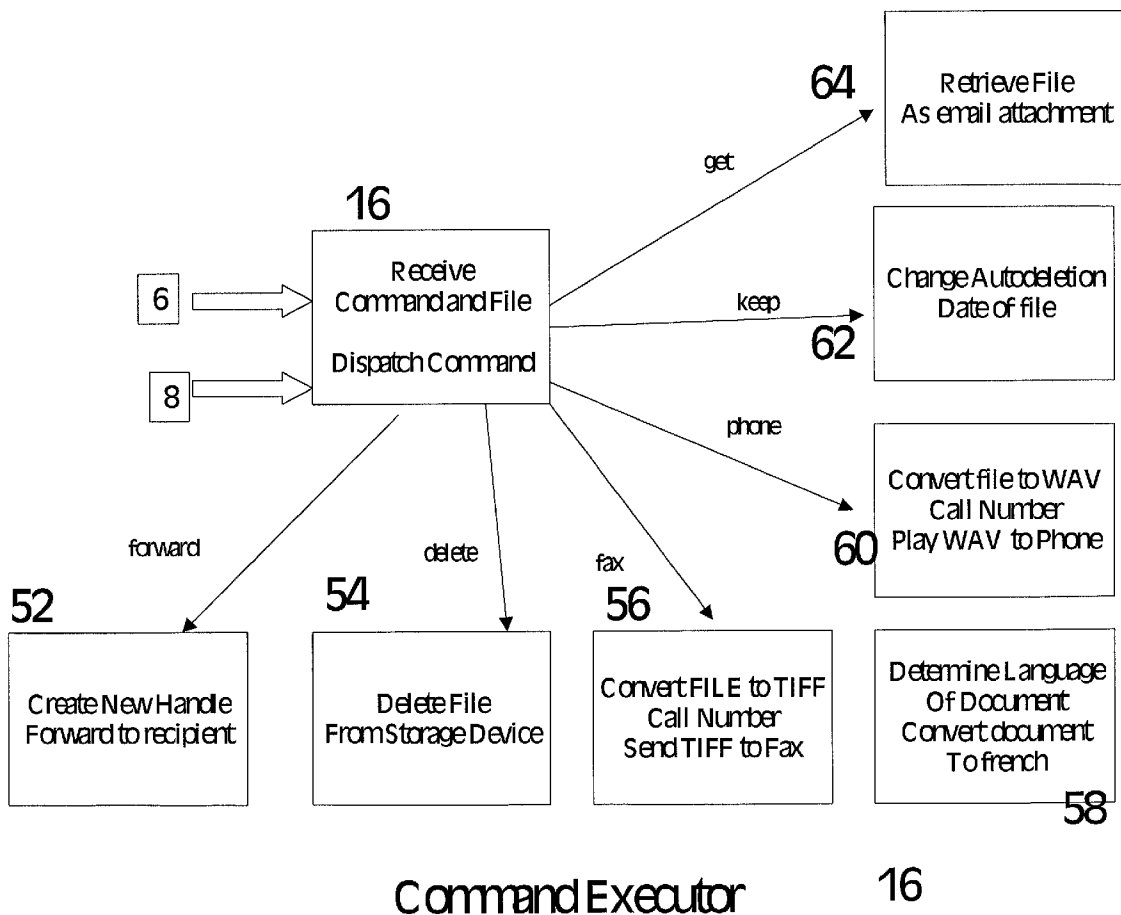 64
Retrieve File
As email attachment
get
16
Receive
Command and File
Dispatch Command
6
8
keep
62
Change Autodeletion
Date of file
phone
60
Convert file to WAV
Call Number
Play WAV to Phone
forward
delete
fax
52
Create New Handle
Forward to recipient
54
Delete File
From Storage Device
56
Convert FILE to TIFF
Call Number
Send TIFF to Fax
Determine Language
Of Document
Convert document
To french
58
Command Executor 16